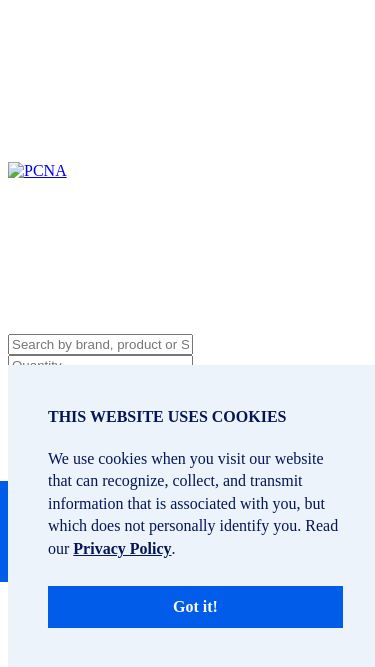 PCNA
Search by brand, product or S
Quantity
THIS WEBSITE USES COOKIES
We use cookies when you visit our website
that can recognize, collect, and transmit
information that is associated with you, but
which does not personally identify you. Read
our Privacy Policy.
Got it!